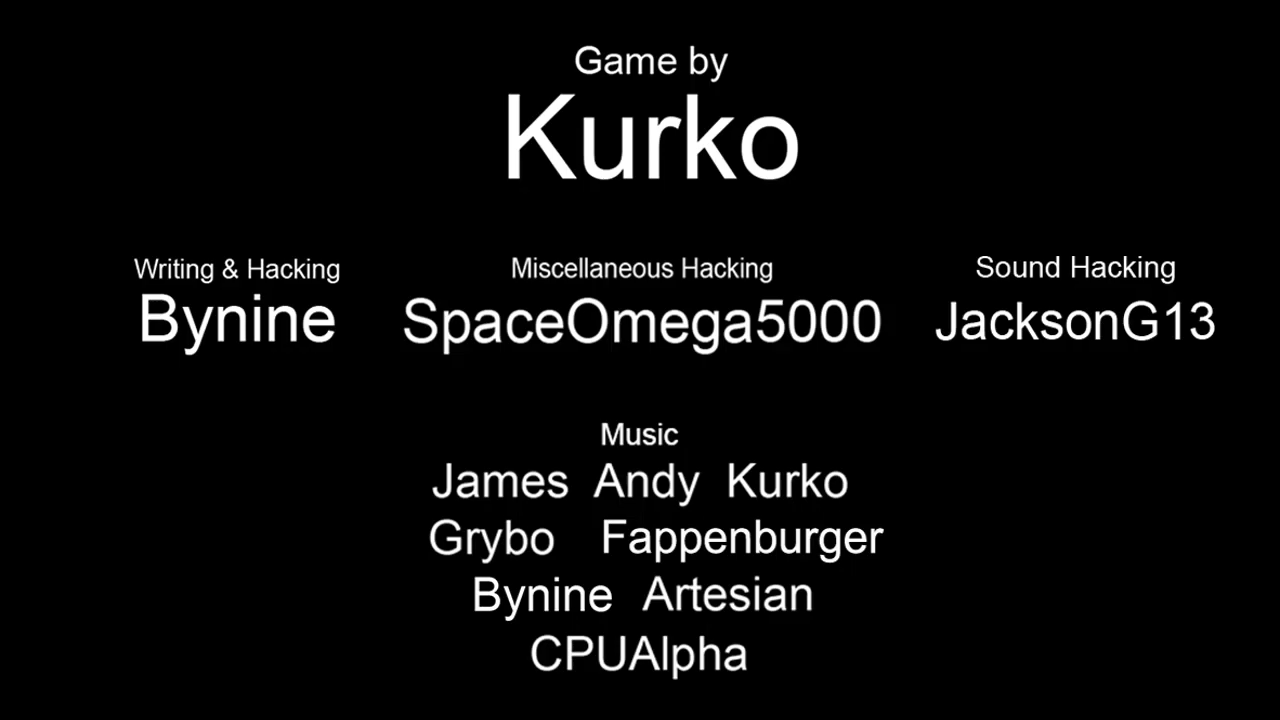 Game by
Kurko
Writing & Hacking
Bynine
Miscellaneous Hacking
SpaceOmega5000
Sound Hacking
JacksonG13
Music
James Andy Kurko
Grybo Fappenburger
Bynine Artesian
CPUAlpha